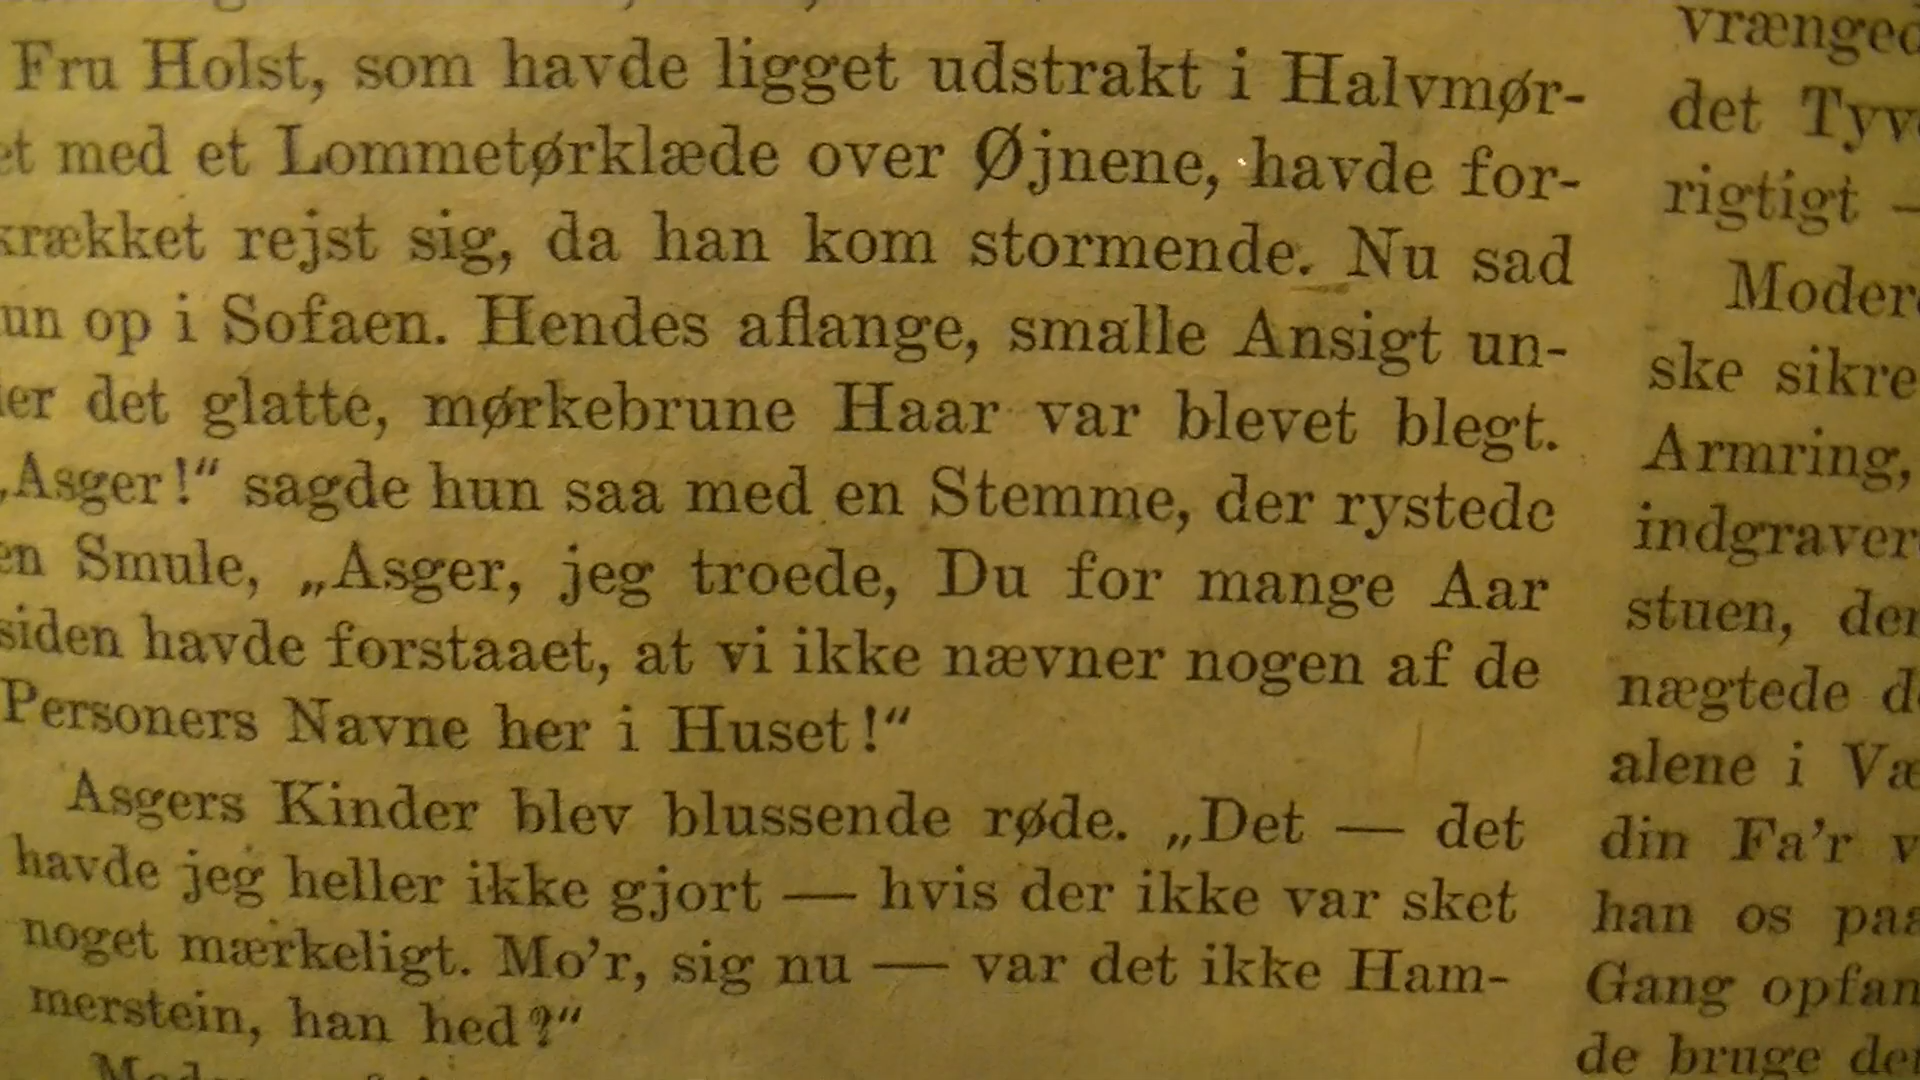 Fru Holst, som havde ligget udstrakt i Halvmør-
et med et Lommetørklæde over Øjnene, havde for-
krækket rejst sig, da han kom stormende. Nu sad
un op i Sofaen. Hendes aflange, smalle Ansigt un-
der det glatte, mørkebrune Haar var blevet blegt.
„Asger!“ sagde hun saa med en Stemme, der rystede
en Smule, „Asger, jeg troede, Du for mange Aar
siden havde forstaaet, at vi ikke nævner nogen af de
Personers Navne her i Huset!“
Asgers Kinder blev blussende røde. „Det — det
havde jeg heller ikke gjort — hvis der ikke var sket
noget mærkeligt. Mo’r, sig nu — var det ikke Ham-
merstein, han hed?“
vrænged
det Tyv
rigtigt —
Moder
ske sikre
Armring,
indgraver
stuen, der
nægtede d
alene i Væ
din Fa’r v
han os paa
Gang opfan
de bruge de